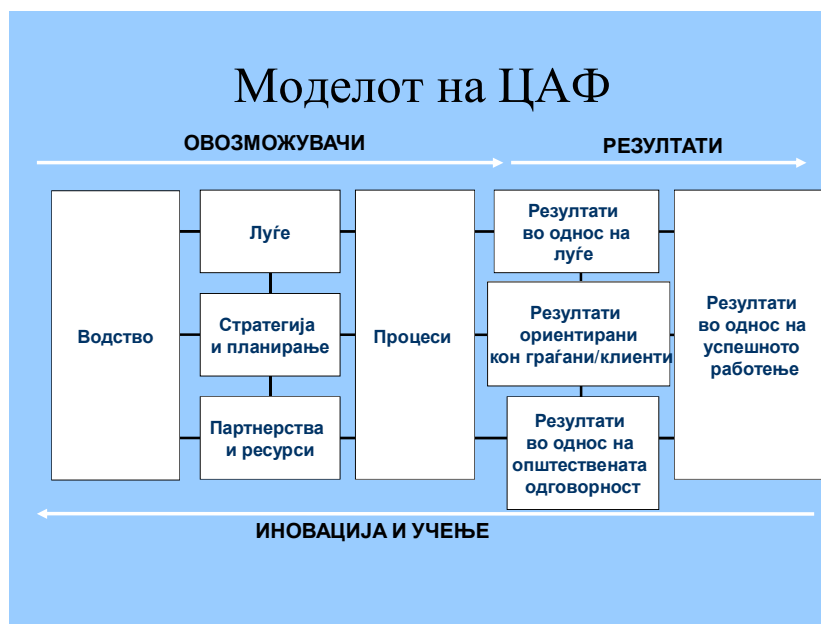 Моделот на ЦАФ
ОВОЗМОЖУВАЧИ
РЕЗУЛТАТИ
Водство
Луѓе
Стратегија
и планирање
Партнерства
и ресурси
Процеси
Резултати
во однос на
луѓе
Резултати
ориентирани
кон граѓани/клиенти
Резултати
во однос на
општествената
одговорност
Резултати
во однос на
успешното
работење
ИНОВАЦИЈА И УЧЕЊЕ